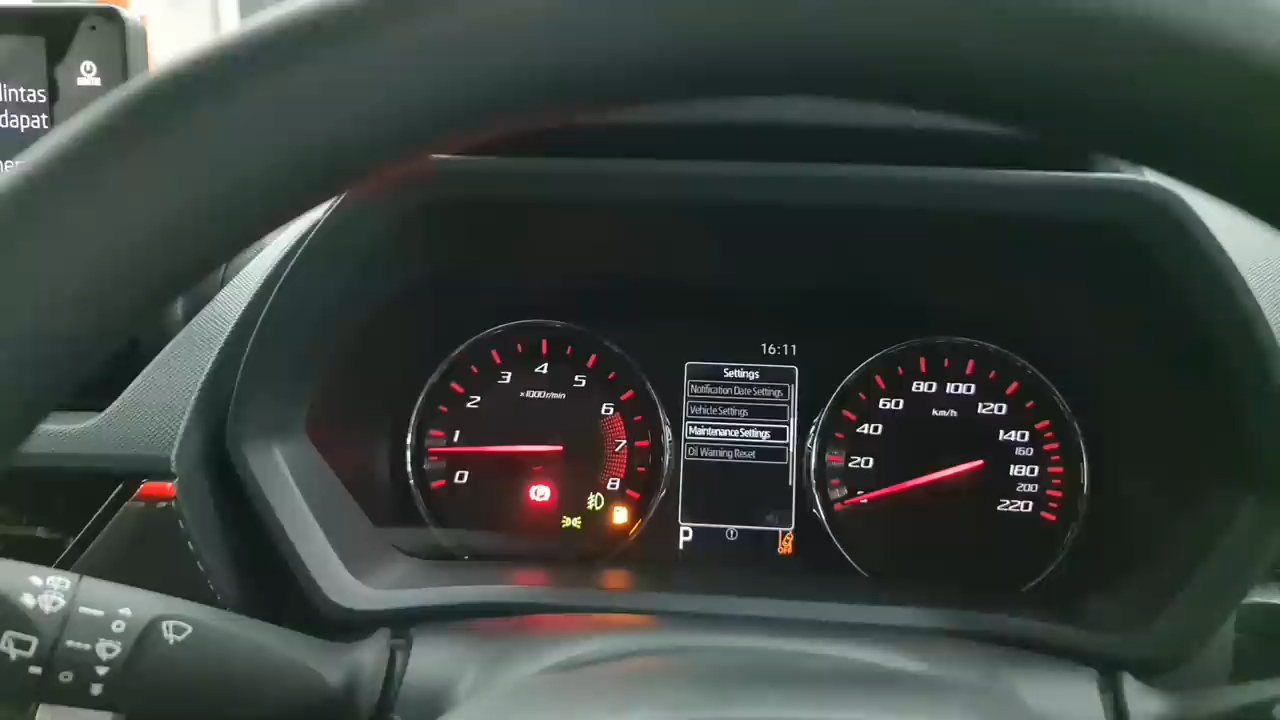 lintas
dapat
16:11
Settings
Notification Date Settings
Vehicle Settings
Maintenance Settings
Oil Warning Reset
P
0
1
2
3
4
5
6
7
8
x1000r/min
20
40
60
80
100
120
140
160
180
200
220
km/h